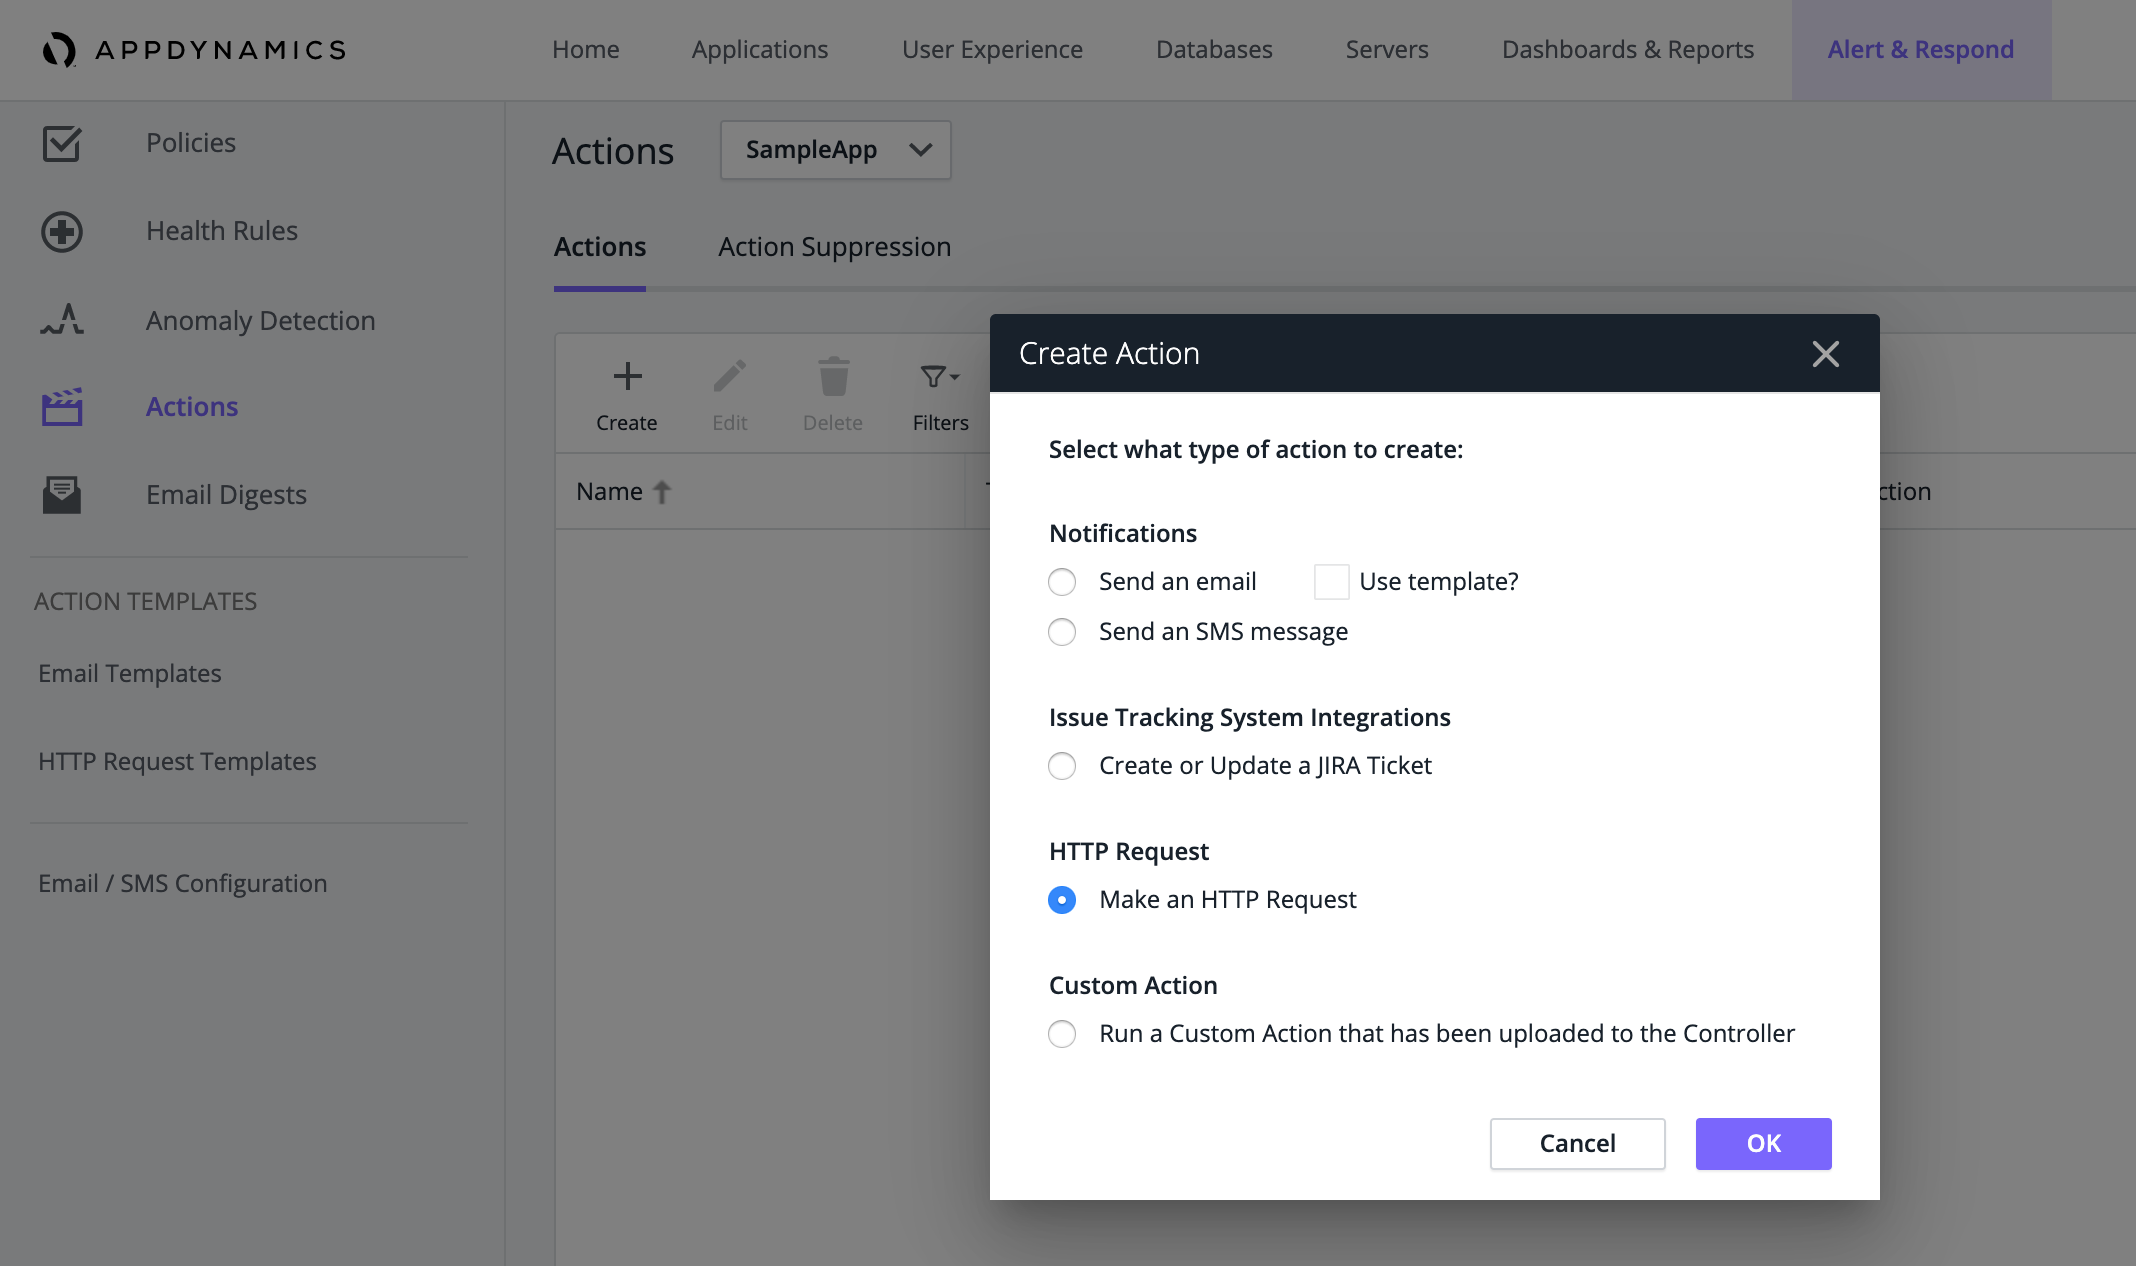 APPDYNAMICS
Home Applications User Experience Databases Servers Dashboards & Reports Alert & Respond
Policies
Health Rules
Anomaly Detection
Actions
Email Digests
ACTION TEMPLATES
Email Templates
HTTP Request Templates
Email / SMS Configuration
Actions SampleApp
Actions Action Suppression
Create Edit Delete Filters
Name ction
Create Action
Select what type of action to create:
Notifications
Send an email Use template?
Send an SMS message
Issue Tracking System Integrations
Create or Update a JIRA Ticket
HTTP Request
Make an HTTP Request
Custom Action
Run a Custom Action that has been uploaded to the Controller
Cancel OK